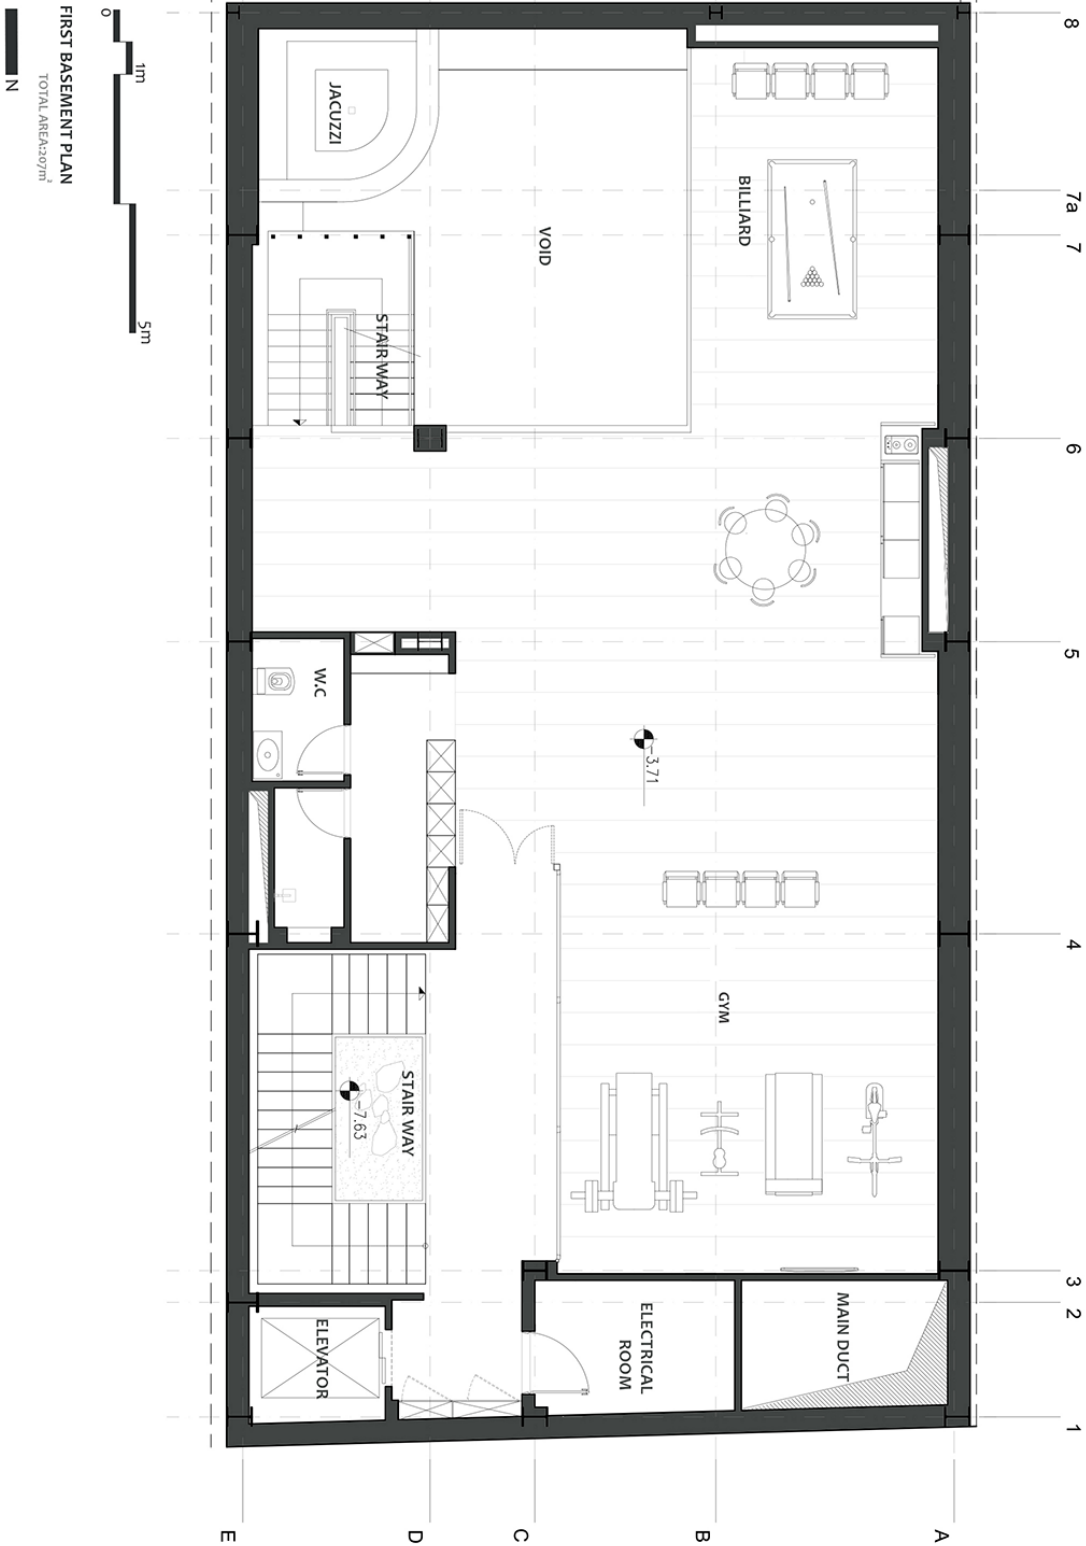 FIRST BASEMENT PLAN
TOTAL AREA:207m²
N
0
1m
5m
8
7a
7
6
5
4
3
2
1
E
D
C
B
A
JACUZZI
VOID
BILLIARD
STAIR WAY
W.C
-3.71
GYM
STAIR WAY
-7.63
ELEVATOR
ELECTRICAL
ROOM
MAIN DUCT